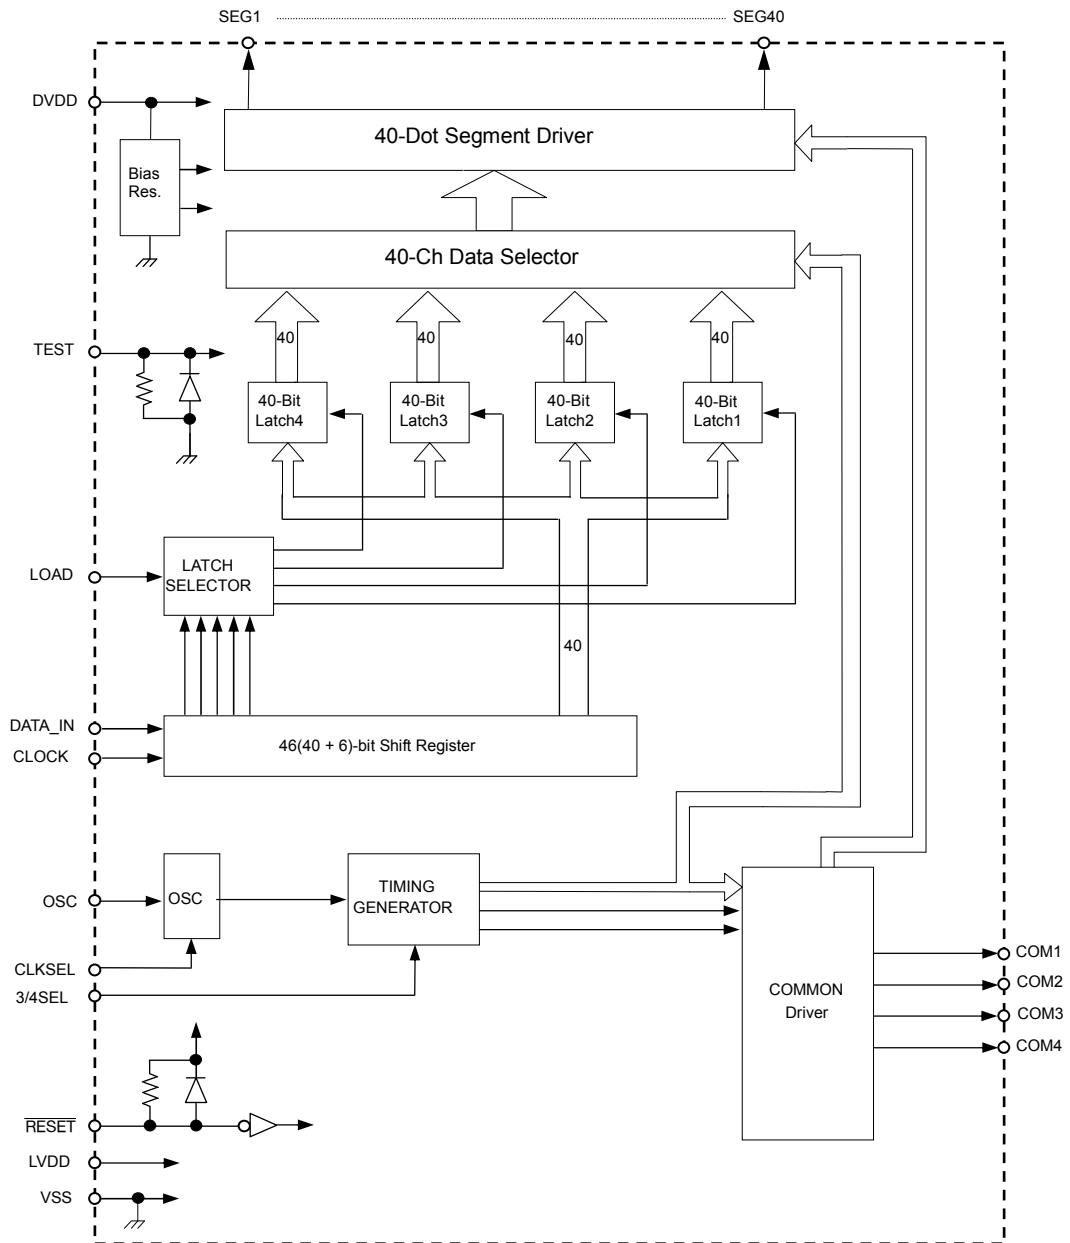 SEG1
SEG40
DVDD
40-Dot Segment Driver
Bias
Res.
40-Ch Data Selector
40
40
40
40
TEST
40-Bit
Latch4
40-Bit
Latch3
40-Bit
Latch2
40-Bit
Latch1
LOAD
LATCH
SELECTOR
40
DATA_IN
CLOCK
46(40 + 6)-bit Shift Register
OSC
OSC
TIMING
GENERATOR
CLKSEL
3/4SEL
COMMON
Driver
COM1
COM2
COM3
COM4
RESET
LVDD
VSS